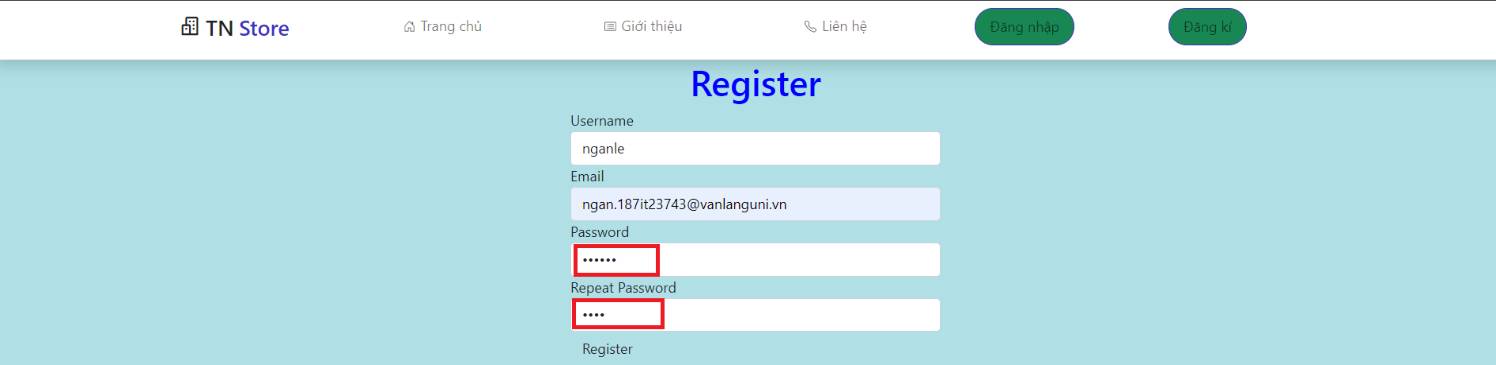 TN Store
Trang chủ
Giới thiệu
Liên hệ
Đăng nhập
Đăng kí
Register
Username
nganle
Email
ngan.187it23743@vanlanguni.vn
Password
••••••
Repeat Password
••••
Register